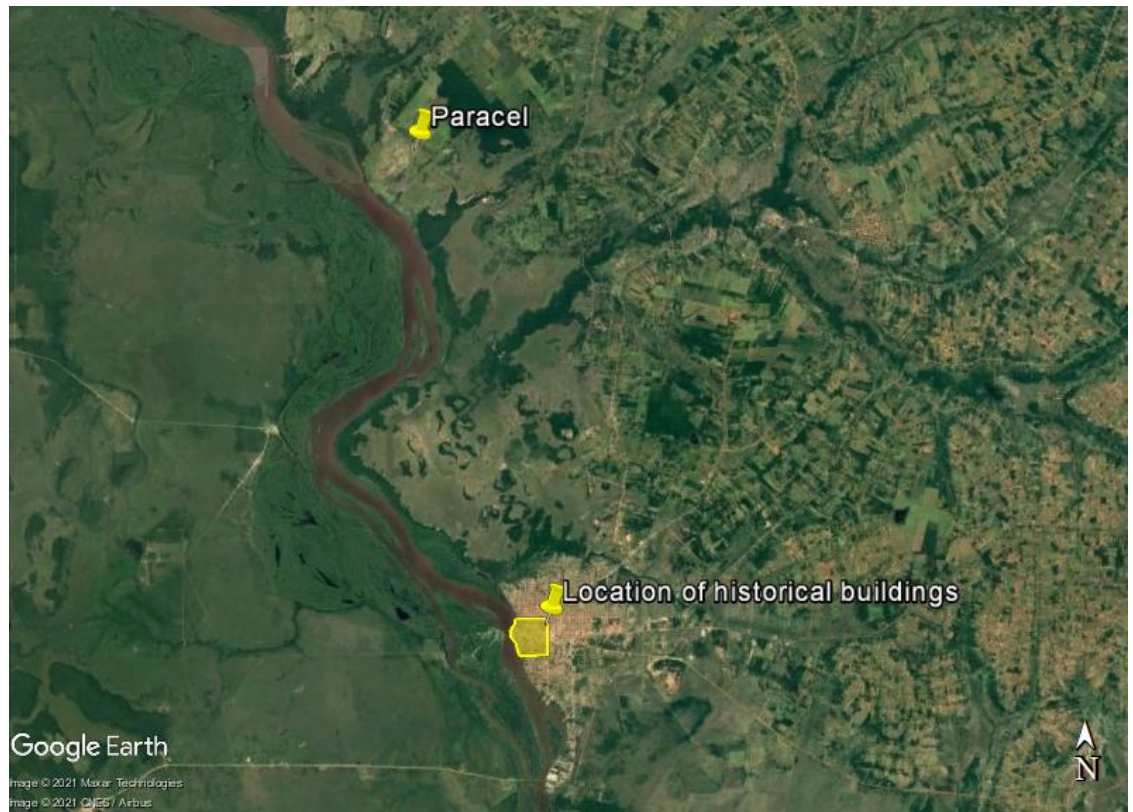 Paracel
Location of historical buildings
Google Earth
N
Image © 2021 Maxar Technologies
Image © 2021 CNES / Airbus